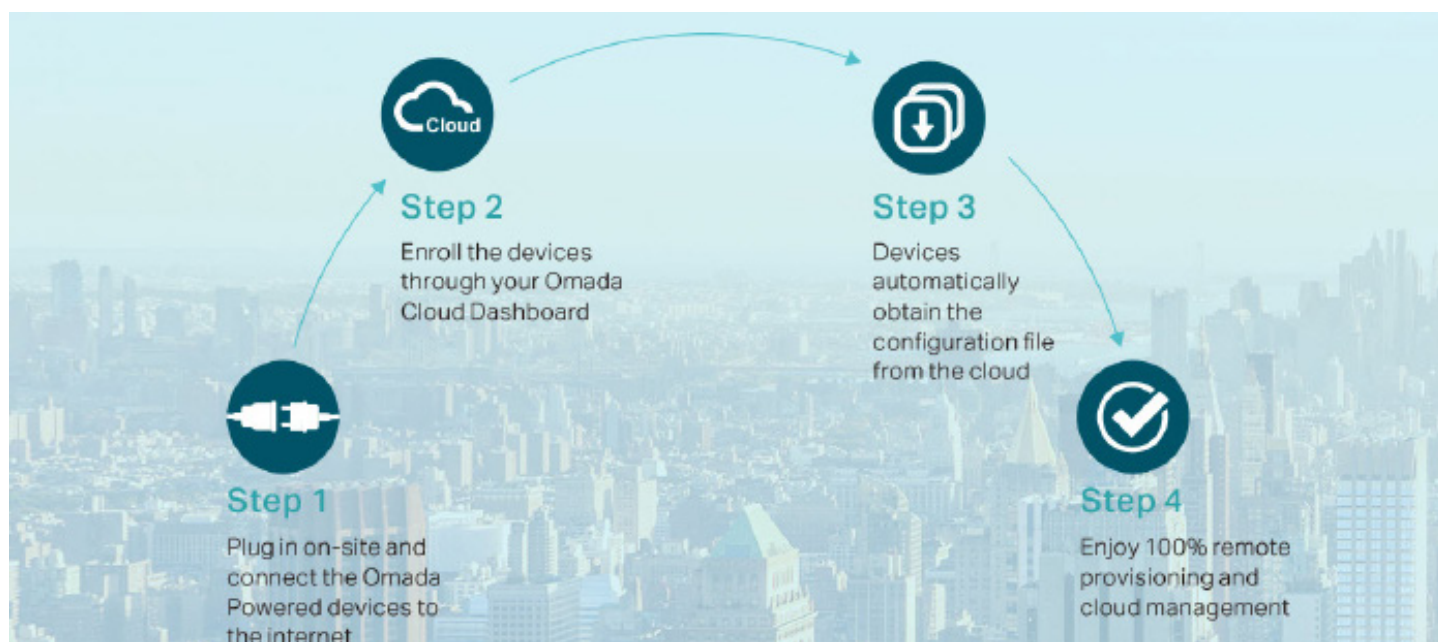 Cloud
Step 2
Enroll the devices
through your Omada
Cloud Dashboard
Step 3
Devices
automatically
obtain the
configuration file
from the cloud
Step 1
Plug in on-site and
connect the Omada
Powered devices to
the internet
Step 4
Enjoy 100% remote
provisioning and
cloud management